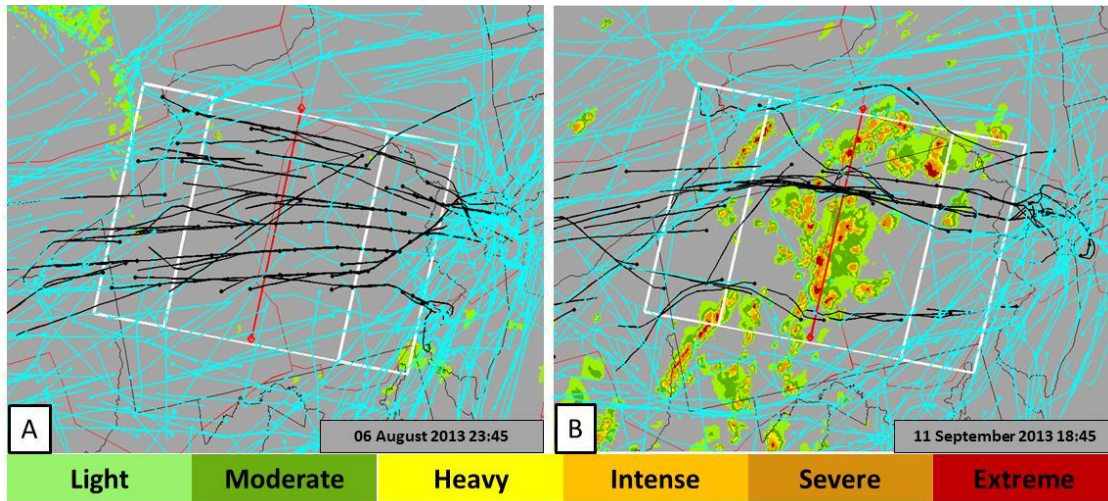 A
06 August 2013 23:45
B
11 September 2013 18:45
Light Moderate Heavy Intense Severe Extreme